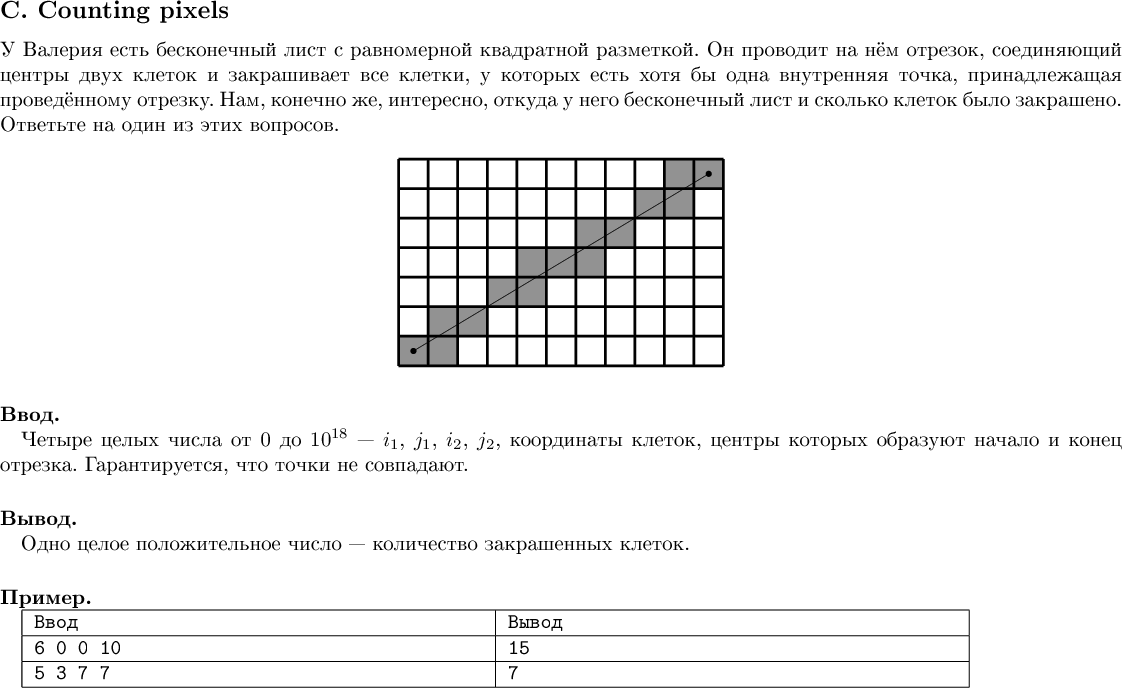 C. Counting pixels
У Валерия есть бесконечный лист с равномерной квадратной разметкой. Он проводит на нём отрезок, соединяющий
центры двух клеток и закрашивает все клетки, у которых есть хотя бы одна внутренняя точка, принадлежащая
проведённому отрезку. Нам, конечно же, интересно, откуда у него бесконечный лист и сколько клеток было закрашено.
Ответьте на один из этих вопросов.
Ввод.
Четыре целых числа от 0 до 10^18 — i_1, j_1, i_2, j_2, координаты клеток, центры которых образуют начало и конец
отрезка. Гарантируется, что точки не совпадают.
Вывод.
Одно целое положительное число — количество закрашенных клеток.
Пример.
Ввод Вывод
6 0 0 10 15
5 3 7 7 7